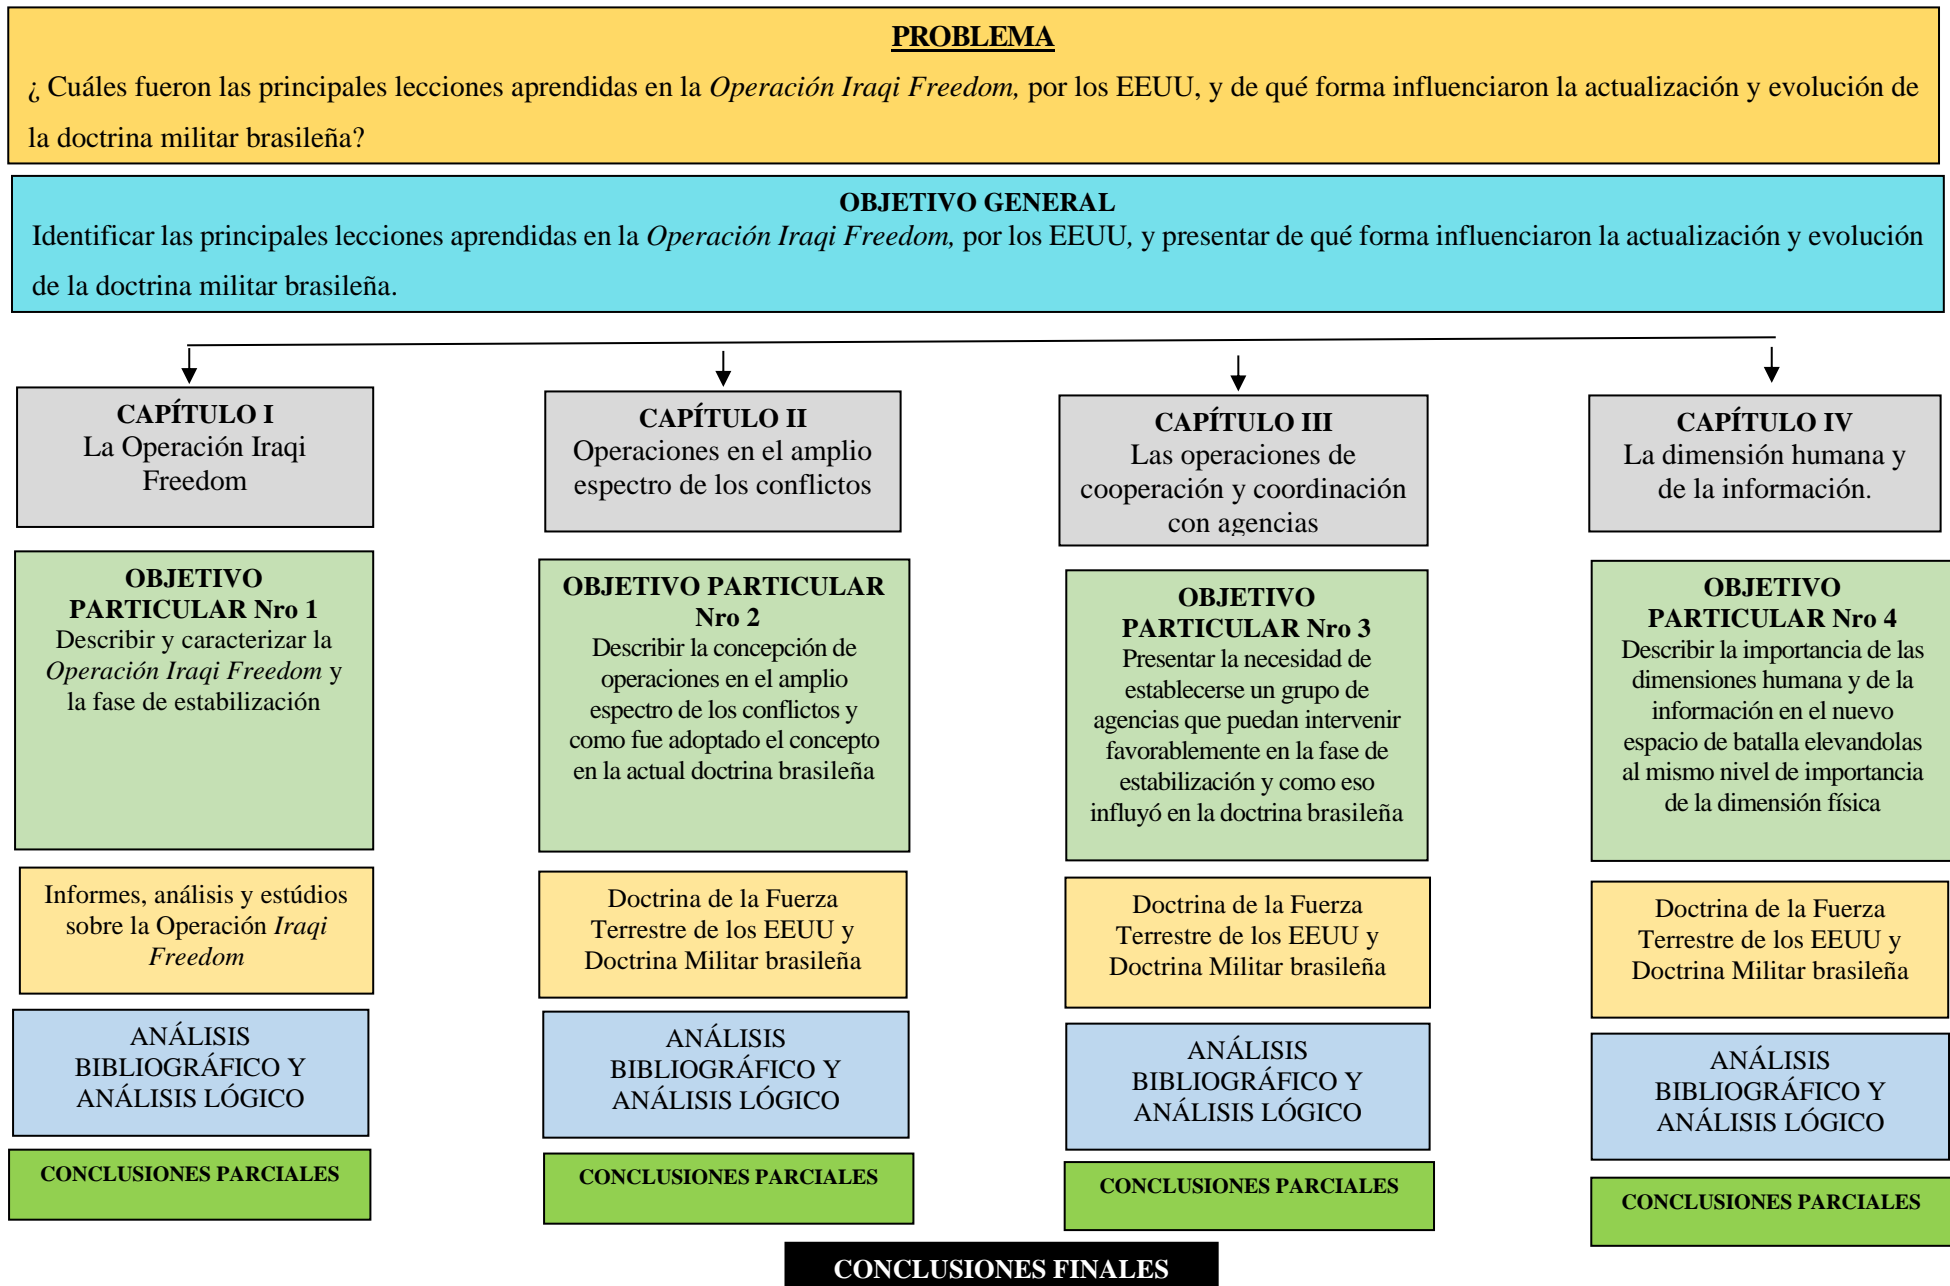 PROBLEMA
¿ Cuáles fueron las principales lecciones aprendidas en la Operación Iraqi Freedom, por los EEUU, y de qué forma influenciaron la actualización y evolución de
la doctrina militar brasileña?
OBJETIVO GENERAL
Identificar las principales lecciones aprendidas en la Operación Iraqi Freedom, por los EEUU, y presentar de qué forma influenciaron la actualización y evolución
de la doctrina militar brasileña.
CAPÍTULO I
La Operación Iraqi
Freedom
OBJETIVO
PARTICULAR Nro 1
Describir y caracterizar la
Operación Iraqi Freedom y
la fase de estabilización
Informes, análisis y estúdios
sobre la Operación Iraqi
Freedom
ANÁLISIS
BIBLIOGRÁFICO Y
ANÁLISIS LÓGICO
CONCLUSIONES PARCIALES
CAPÍTULO II
Operaciones en el amplio
espectro de los conflictos
OBJETIVO PARTICULAR
Nro 2
Describir la concepción de
operaciones en el amplio
espectro de los conflictos y
como fue adoptado el concepto
en la actual doctrina brasileña
Doctrina de la Fuerza
Terrestre de los EEUU y
Doctrina Militar brasileña
ANÁLISIS
BIBLIOGRÁFICO Y
ANÁLISIS LÓGICO
CONCLUSIONES PARCIALES
CAPÍTULO III
Las operaciones de
cooperación y coordinación
con agencias
OBJETIVO
PARTICULAR Nro 3
Presentar la necesidad de
establecerse un grupo de
agencias que puedan intervenir
favorablemente en la fase de
estabilización y como eso
influyó en la doctrina brasileña
Doctrina de la Fuerza
Terrestre de los EEUU y
Doctrina Militar brasileña
ANÁLISIS
BIBLIOGRÁFICO Y
ANÁLISIS LÓGICO
CONCLUSIONES PARCIALES
CAPÍTULO IV
La dimensión humana y
de la información.
OBJETIVO
PARTICULAR Nro 4
Describir la importancia de las
dimensiones humana y de la
información en el nuevo
espacio de batalla elevandolas
al mismo nivel de importancia
de la dimensión física
Doctrina de la Fuerza
Terrestre de los EEUU y
Doctrina Militar brasileña
ANÁLISIS
BIBLIOGRÁFICO Y
ANÁLISIS LÓGICO
CONCLUSIONES PARCIALES
CONCLUSIONES FINALES